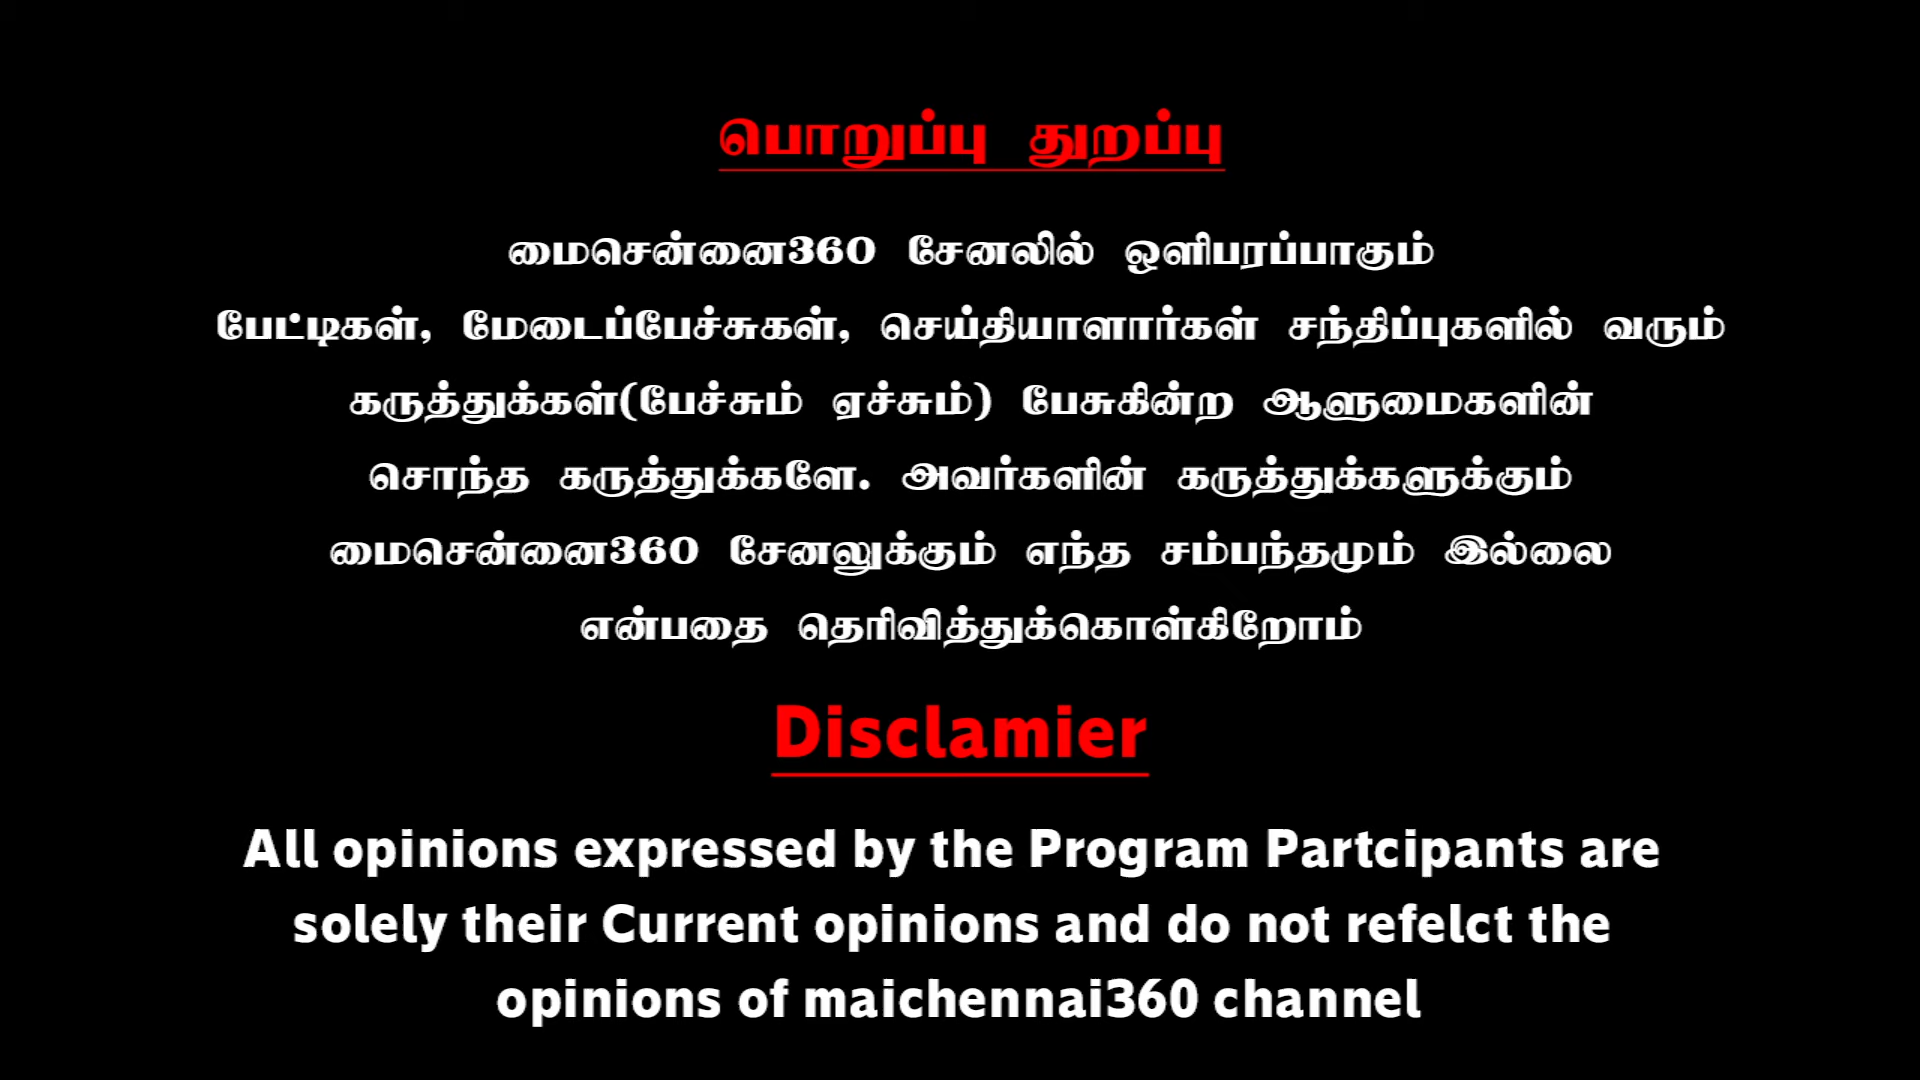 பொறுப்பு துறப்பு
மைசென்னை360 சேனலில் ஒளிபரப்பாகும்
பேட்டிகள், மேடைப்பேச்சுகள், செய்தியாளார்கள் சந்திப்புகளில் வரும்
கருத்துக்கள்(பேச்சும் ஏச்சும்) பேசுகின்ற ஆளுமைகளின்
சொந்த கருத்துக்களே. அவர்களின் கருத்துக்களுக்கும்
மைசென்னை360 சேனலுக்கும் எந்த சம்பந்தமும் இல்லை
என்பதை தெரிவித்துக்கொள்கிறோம்
Disclamier
All opinions expressed by the Program Partcipants are
solely their Current opinions and do not refelct the
opinions of maichennai360 channel